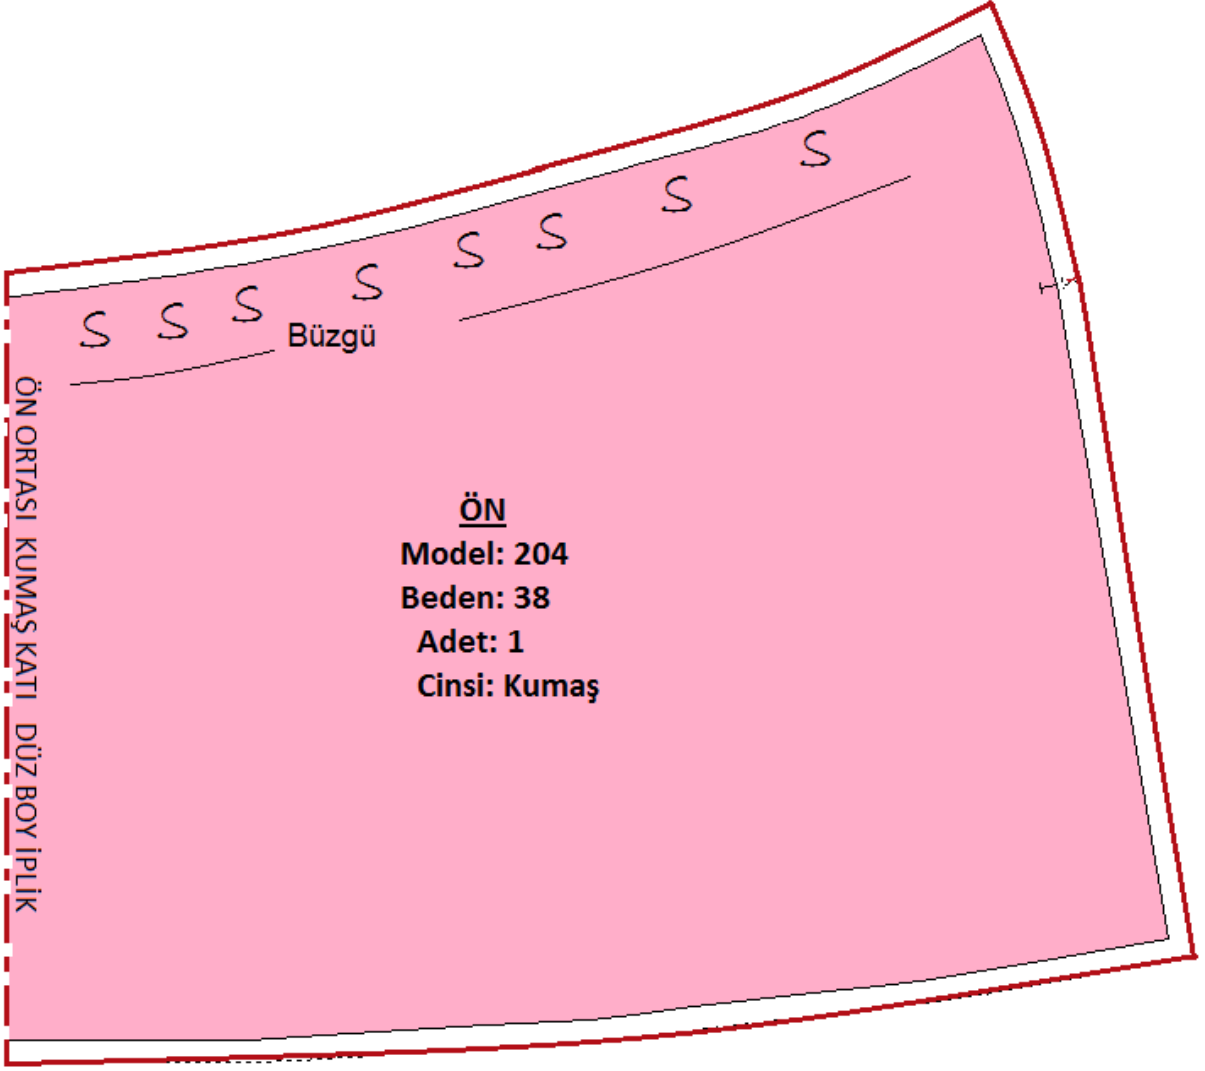 S S S S S S S S
Büzgü
ÖN ORTASI KUMAŞ KATI DÜZ BOY İPLİK
ÖN
Model: 204
Beden: 38
Adet: 1
Cinsi: Kumaş